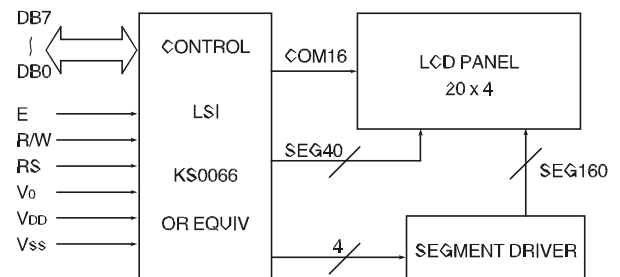 DB7
DB0
E
R/W
RS
V0
VDD
VSS
CONTROL
LSI
KS0066
OR EQUIV
COM16
SEG40
4
LCD PANEL
20 x 4
SEG160
SEGMENT DRIVER